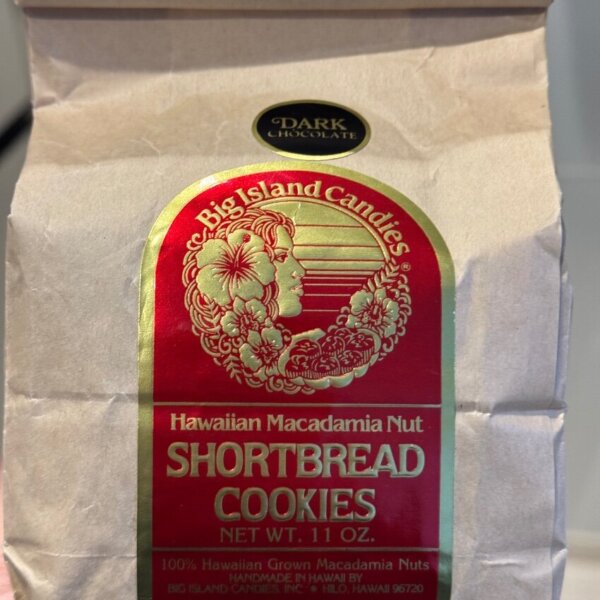 DARK
CHOCOLATE
Big Island Candies®
Hawaiian Macadamia Nut
SHORTBREAD
COOKIES
NET WT. 11 OZ.
100% Hawaiian Grown Macadamia Nuts
HANDMADE IN HAWAII BY
BIG ISLAND CANDIES, INC. • HILO, HAWAII 96720